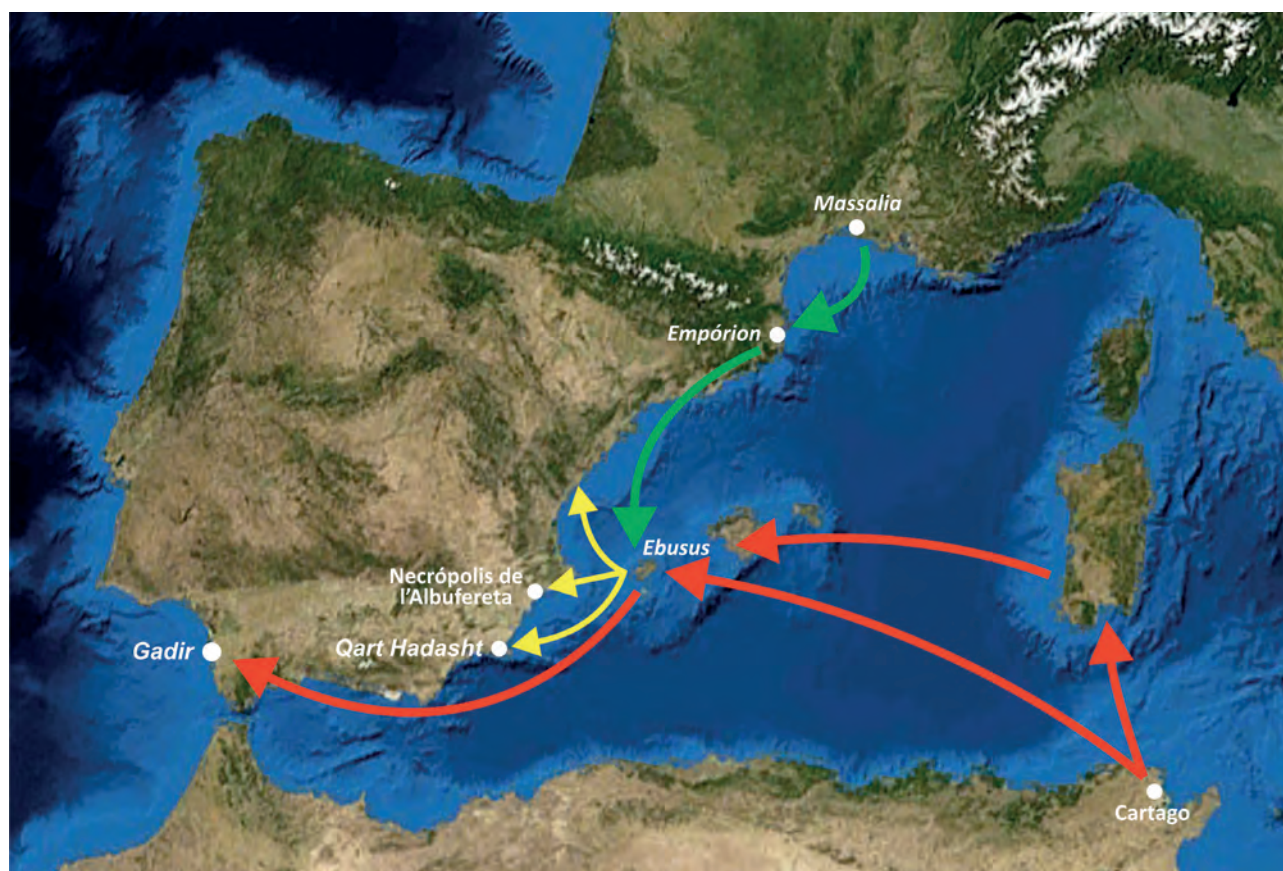 Massalia
Empórion
Ebusus
Necrópolis de
l'Albufereta
Qart Hadasht
Gadir
Cartago